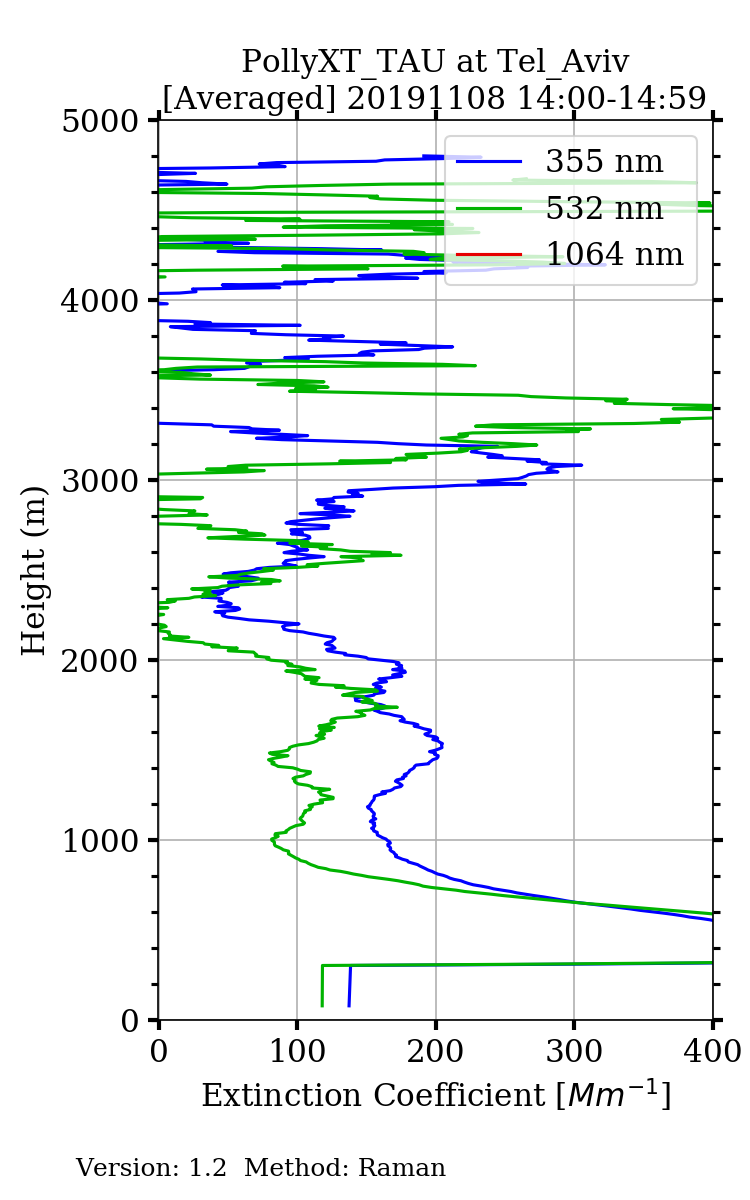 PollyXT_TAU at Tel_Aviv
[Averaged] 20191108 14:00-14:59
5000
4000
3000
2000
1000
0
Height (m)
355 nm
532 nm
1064 nm
0 100 200 300 400
Extinction Coefficient [Mm⁻¹]
Version: 1.2 Method: Raman